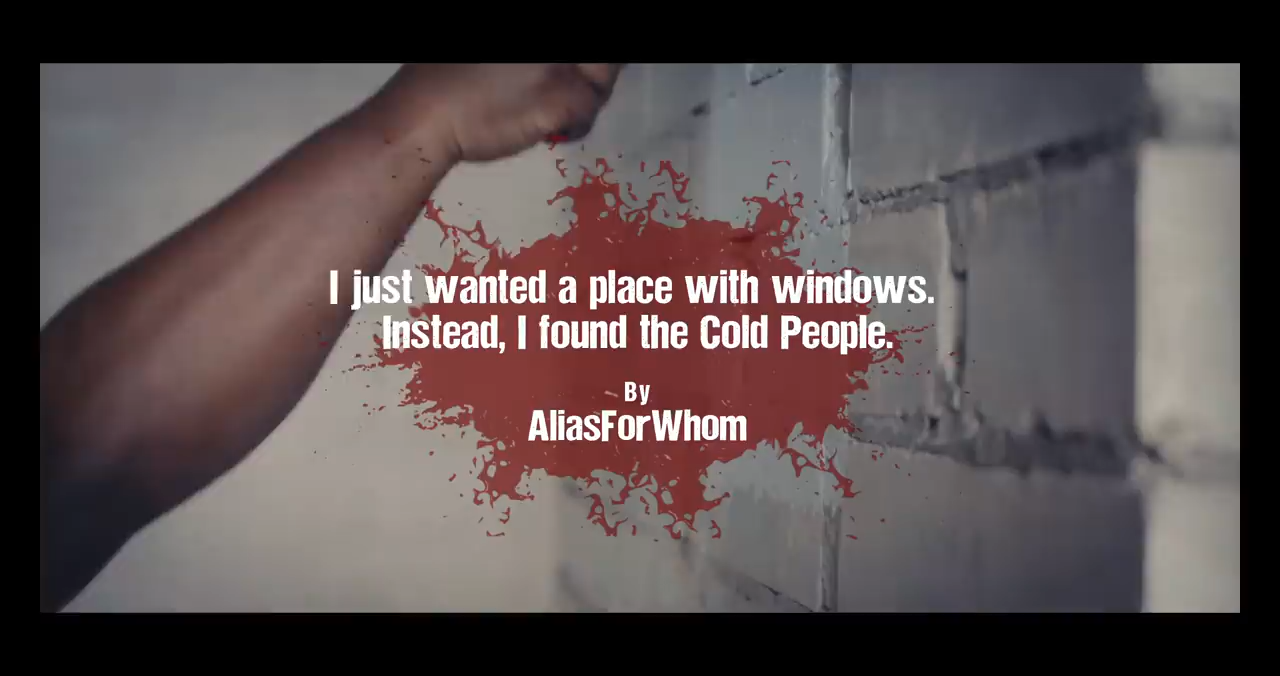 I just wanted a place with windows.
Instead, I found the Cold People.
By
AliasForWhom